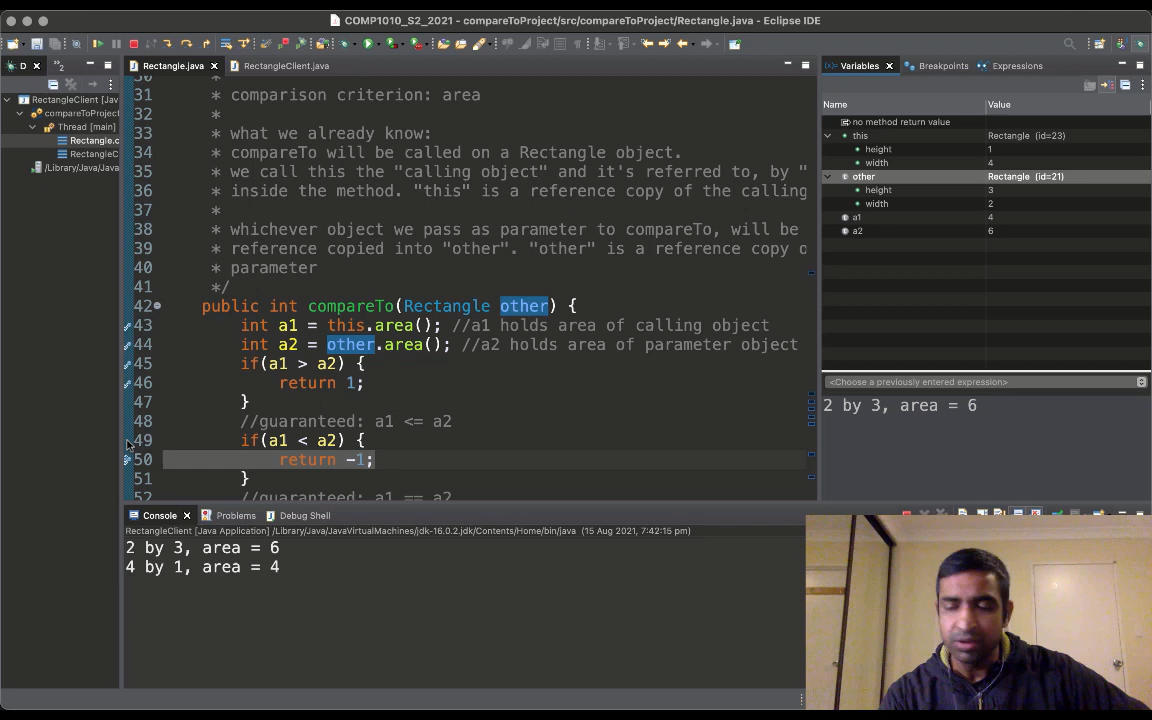 COMP1010_S2_2021 - compareToProject/src/compareToProject/Rectangle.java - Eclipse IDE
D
Rectangle.java
RectangleClient.java
Variables
Breakpoints
Expressions
RectangleClient [Jav
compareToProject
Thread [main]
Rectangle.c
RectangleC
/Library/Java/Java
31 * comparison criterion: area
32 *
33 * what we already know:
34 * compareTo will be called on a Rectangle object.
35 * we call this the "calling object" and it's referred to, by "
36 * inside the method. "this" is a reference copy of the calling
37 *
38 * whichever object we pass as parameter to compareTo, will be
39 * reference copied into "other". "other" is a reference copy o
40 * parameter
41 */
42 public int compareTo(Rectangle other) {
43 int a1 = this.area(); //a1 holds area of calling object
44 int a2 = other.area(); //a2 holds area of parameter object
45 if(a1 > a2) {
46 return 1;
47 }
48 //guaranteed: a1 <= a2
49 if(a1 < a2) {
50 return -1;
51 }
52 //guaranteed: a1 == a2
Name Value
no method return value
this Rectangle (id=23)
height 1
width 4
other Rectangle (id=21)
height 3
width 2
a1 4
a2 6
<Choose a previously entered expression>
2 by 3, area = 6
Console
Problems
Debug Shell
RectangleClient [Java Application] /Library/Java/JavaVirtualMachines/jdk-16.0.2.jdk/Contents/Home/bin/java (15 Aug 2021, 7:42:15 pm)
2 by 3, area = 6
4 by 1, area = 4